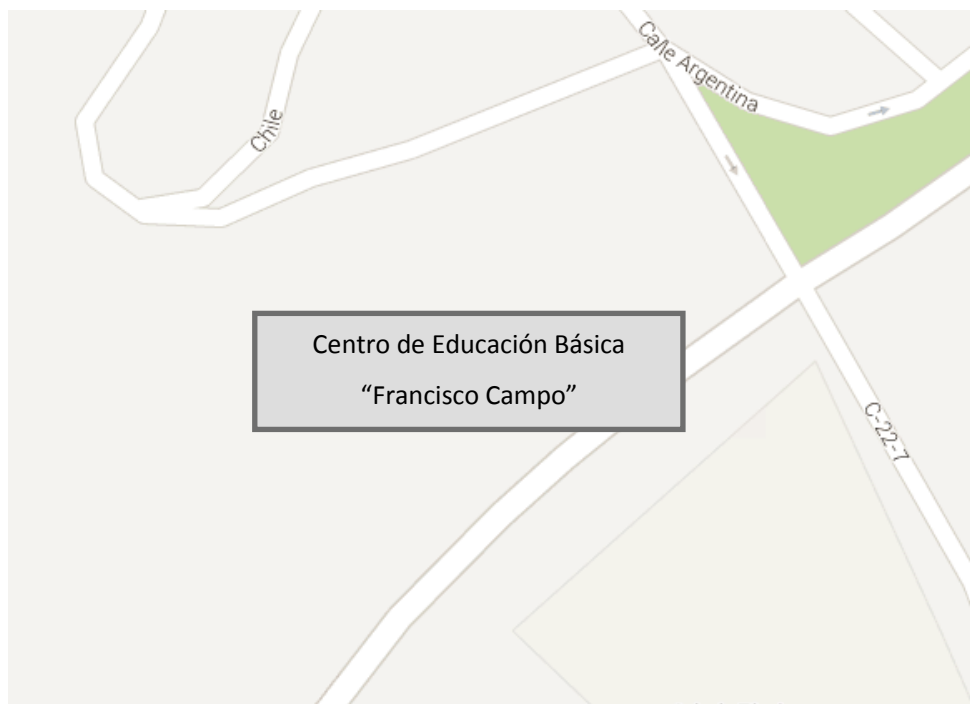 Calle Argentina
Chile
Centro de Educación Básica
“Francisco Campo”
C-22-7